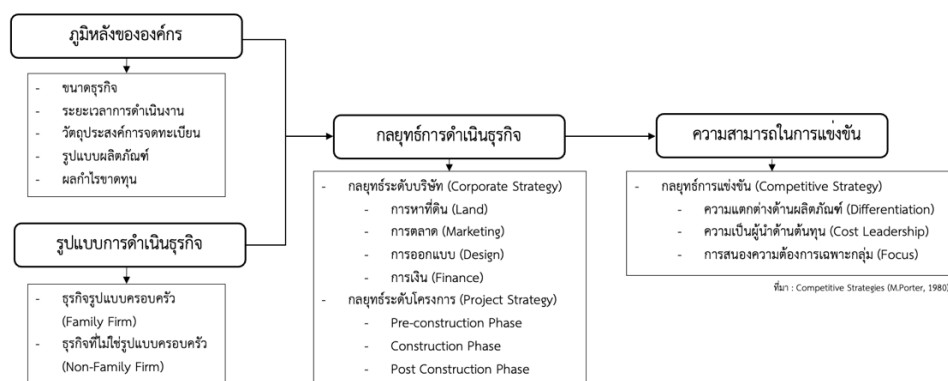 ภูมิหลังขององค์กร
- ขนาดธุรกิจ
- ระยะเวลาการดำเนินงาน
- วัตถุประสงค์การจดทะเบียน
- รูปแบบผลิตภัณฑ์
- ผลกำไรขาดทุน
รูปแบบการดำเนินธุรกิจ
- ธุรกิจรูปแบบครอบครัว
(Family Firm)
- ธุรกิจที่ไม่ใช่รูปแบบครอบครัว
(Non-Family Firm)
กลยุทธ์การดำเนินธุรกิจ
- กลยุทธ์ระดับบริษัท (Corporate Strategy)
- การหาที่ดิน (Land)
- การตลาด (Marketing)
- การออกแบบ (Design)
- การเงิน (Finance)
- กลยุทธ์ระดับโครงการ (Project Strategy)
- Pre-construction Phase
- Construction Phase
- Post Construction Phase
ความสามารถในการแข่งขัน
- กลยุทธ์การแข่งขัน (Competitive Strategy)
- ความแตกต่างด้านผลิตภัณฑ์ (Differentiation)
- ความเป็นผู้นำด้านต้นทุน (Cost Leadership)
- การสนองความต้องการเฉพาะกลุ่ม (Focus)
ที่มา : Competitive Strategies (M.Porter, 1980)